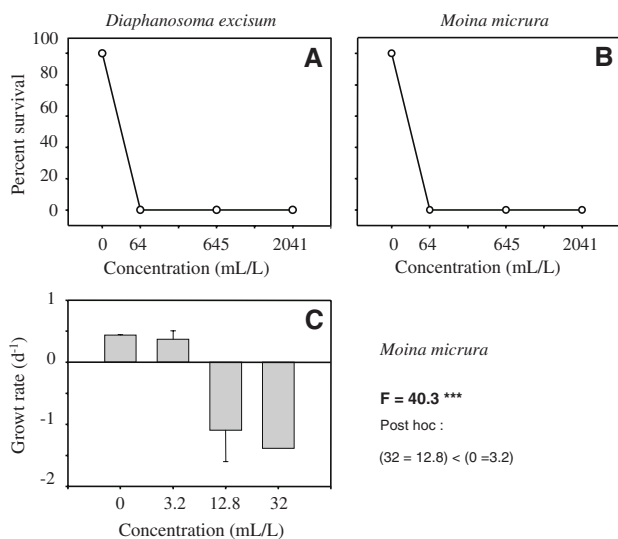 Diaphanosoma excisum
Moina micrura
100
80
60
40
20
0
Percent survival
A
B
0 64 645 2041
0 64 645 2041
Concentration (mL/L)
Concentration (mL/L)
1
0
-1
-2
Growt rate (d-1)
C
0 3.2 12.8 32
Concentration (mL/L)
Moina micrura
F = 40.3 ***
Post hoc :
(32 = 12.8) < (0 =3.2)